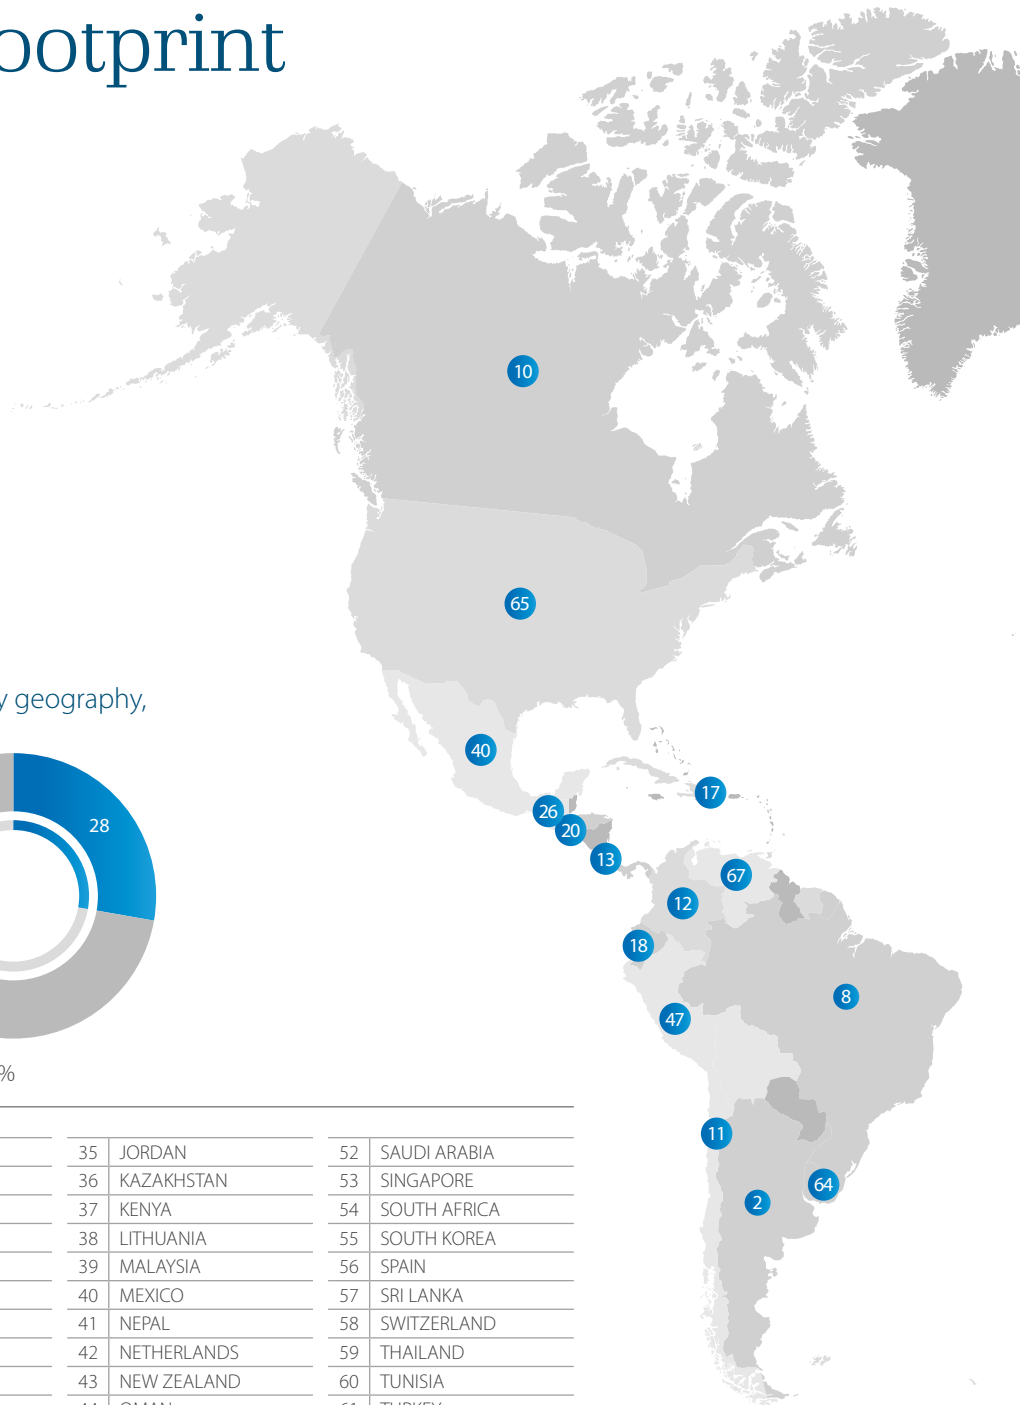 ootprint
10
65
y geography,
40
17
26
28
20
13
67
12
18
8
47
%
11
64
2
35 JORDAN
36 KAZAKHSTAN
37 KENYA
38 LITHUANIA
39 MALAYSIA
40 MEXICO
41 NEPAL
42 NETHERLANDS
43 NEW ZEALAND
52 SAUDI ARABIA
53 SINGAPORE
54 SOUTH AFRICA
55 SOUTH KOREA
56 SPAIN
57 SRI LANKA
58 SWITZERLAND
59 THAILAND
60 TUNISIA